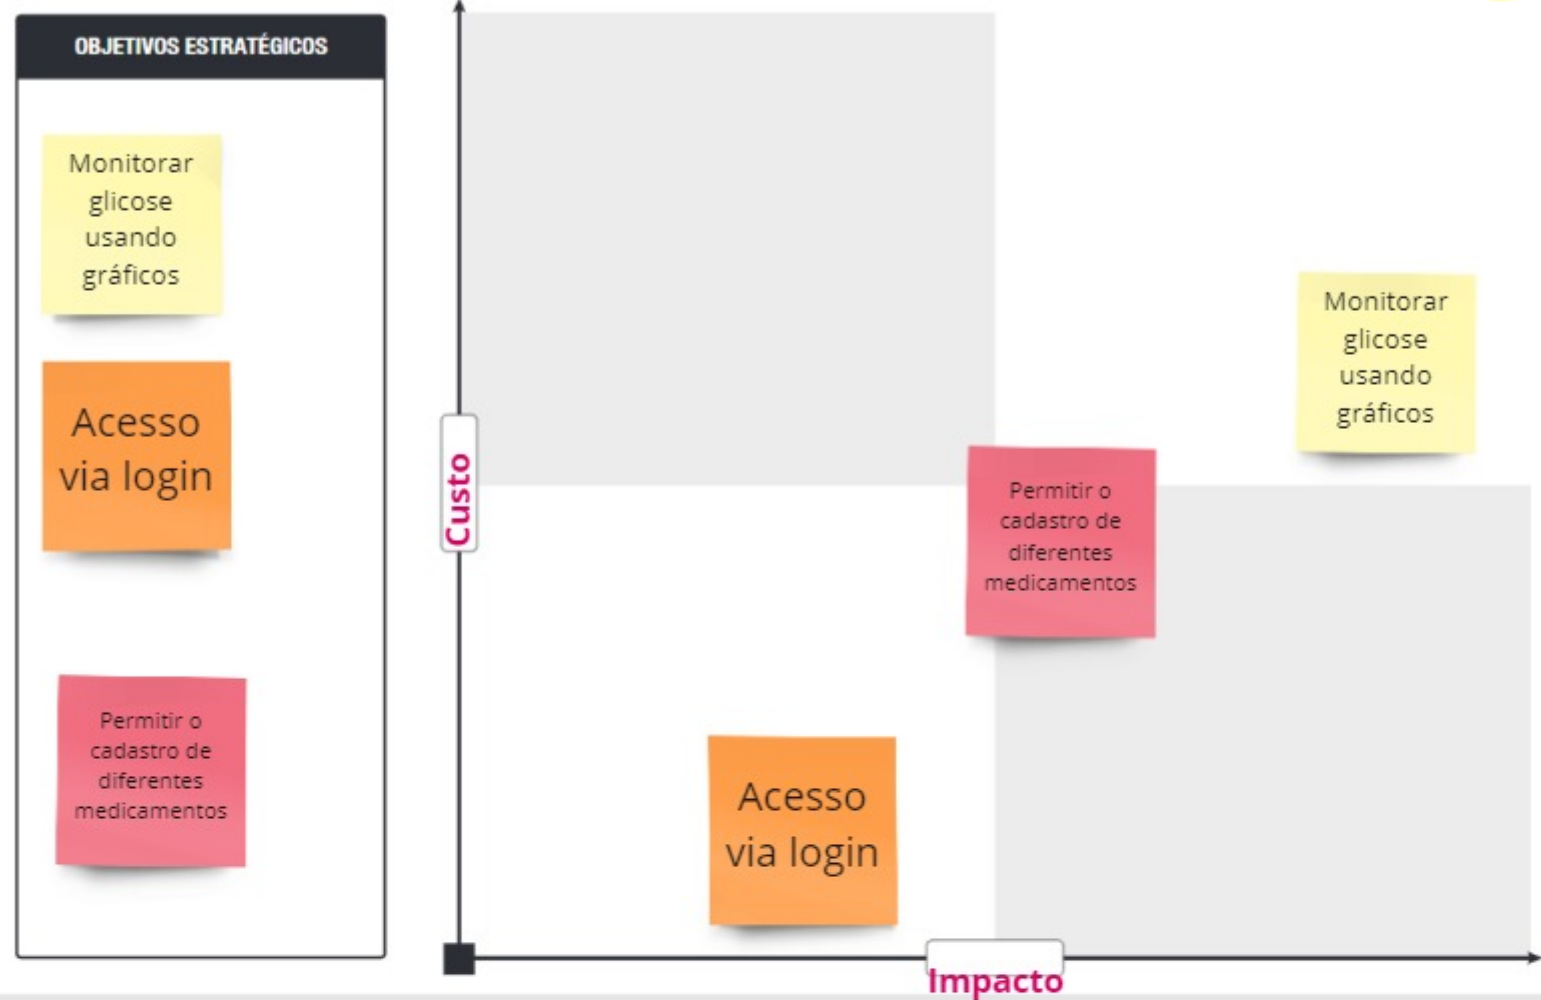 OBJETIVOS ESTRATÉGICOS
Monitorar
glicose
usando
gráficos
Acesso
via login
Permitir o
cadastro de
diferentes
medicamentos
Custo
Monitorar
glicose
usando
gráficos
Permitir o
cadastro de
diferentes
medicamentos
Acesso
via login
Impacto